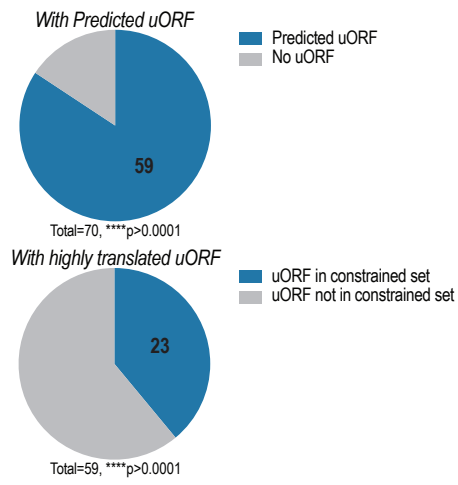 With Predicted uORF
Predicted uORF
No uORF
59
Total=70, ****p>0.0001
With highly translated uORF
uORF in constrained set
uORF not in constrained set
23
Total=59, ****p>0.0001